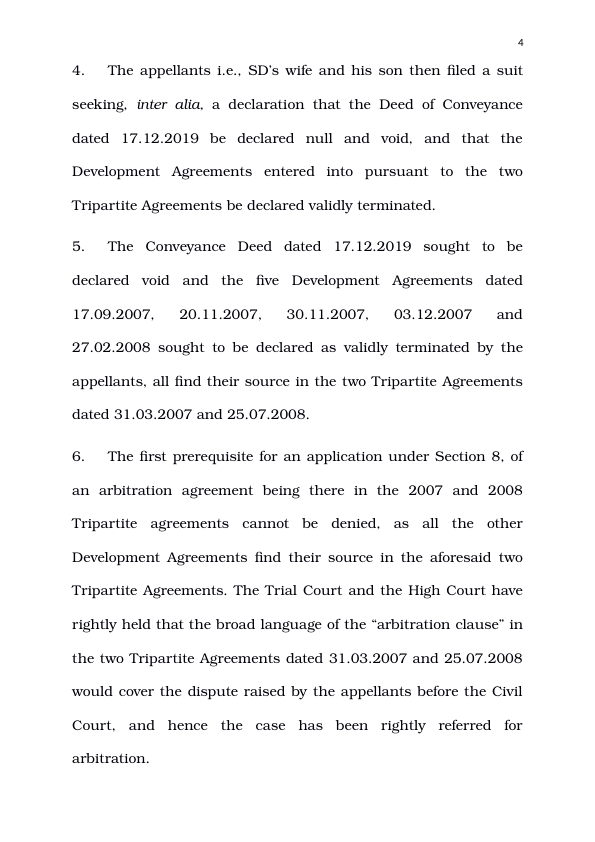 4
4. The appellants i.e., SD’s wife and his son then filed a suit
seeking, inter alia, a declaration that the Deed of Conveyance
dated 17.12.2019 be declared null and void, and that the
Development Agreements entered into pursuant to the two
Tripartite Agreements be declared validly terminated.
5. The Conveyance Deed dated 17.12.2019 sought to be
declared void and the five Development Agreements dated
17.09.2007, 20.11.2007, 30.11.2007, 03.12.2007 and
27.02.2008 sought to be declared as validly terminated by the
appellants, all find their source in the two Tripartite Agreements
dated 31.03.2007 and 25.07.2008.
6. The first prerequisite for an application under Section 8, of
an arbitration agreement being there in the 2007 and 2008
Tripartite agreements cannot be denied, as all the other
Development Agreements find their source in the aforesaid two
Tripartite Agreements. The Trial Court and the High Court have
rightly held that the broad language of the “arbitration clause” in
the two Tripartite Agreements dated 31.03.2007 and 25.07.2008
would cover the dispute raised by the appellants before the Civil
Court, and hence the case has been rightly referred for
arbitration.